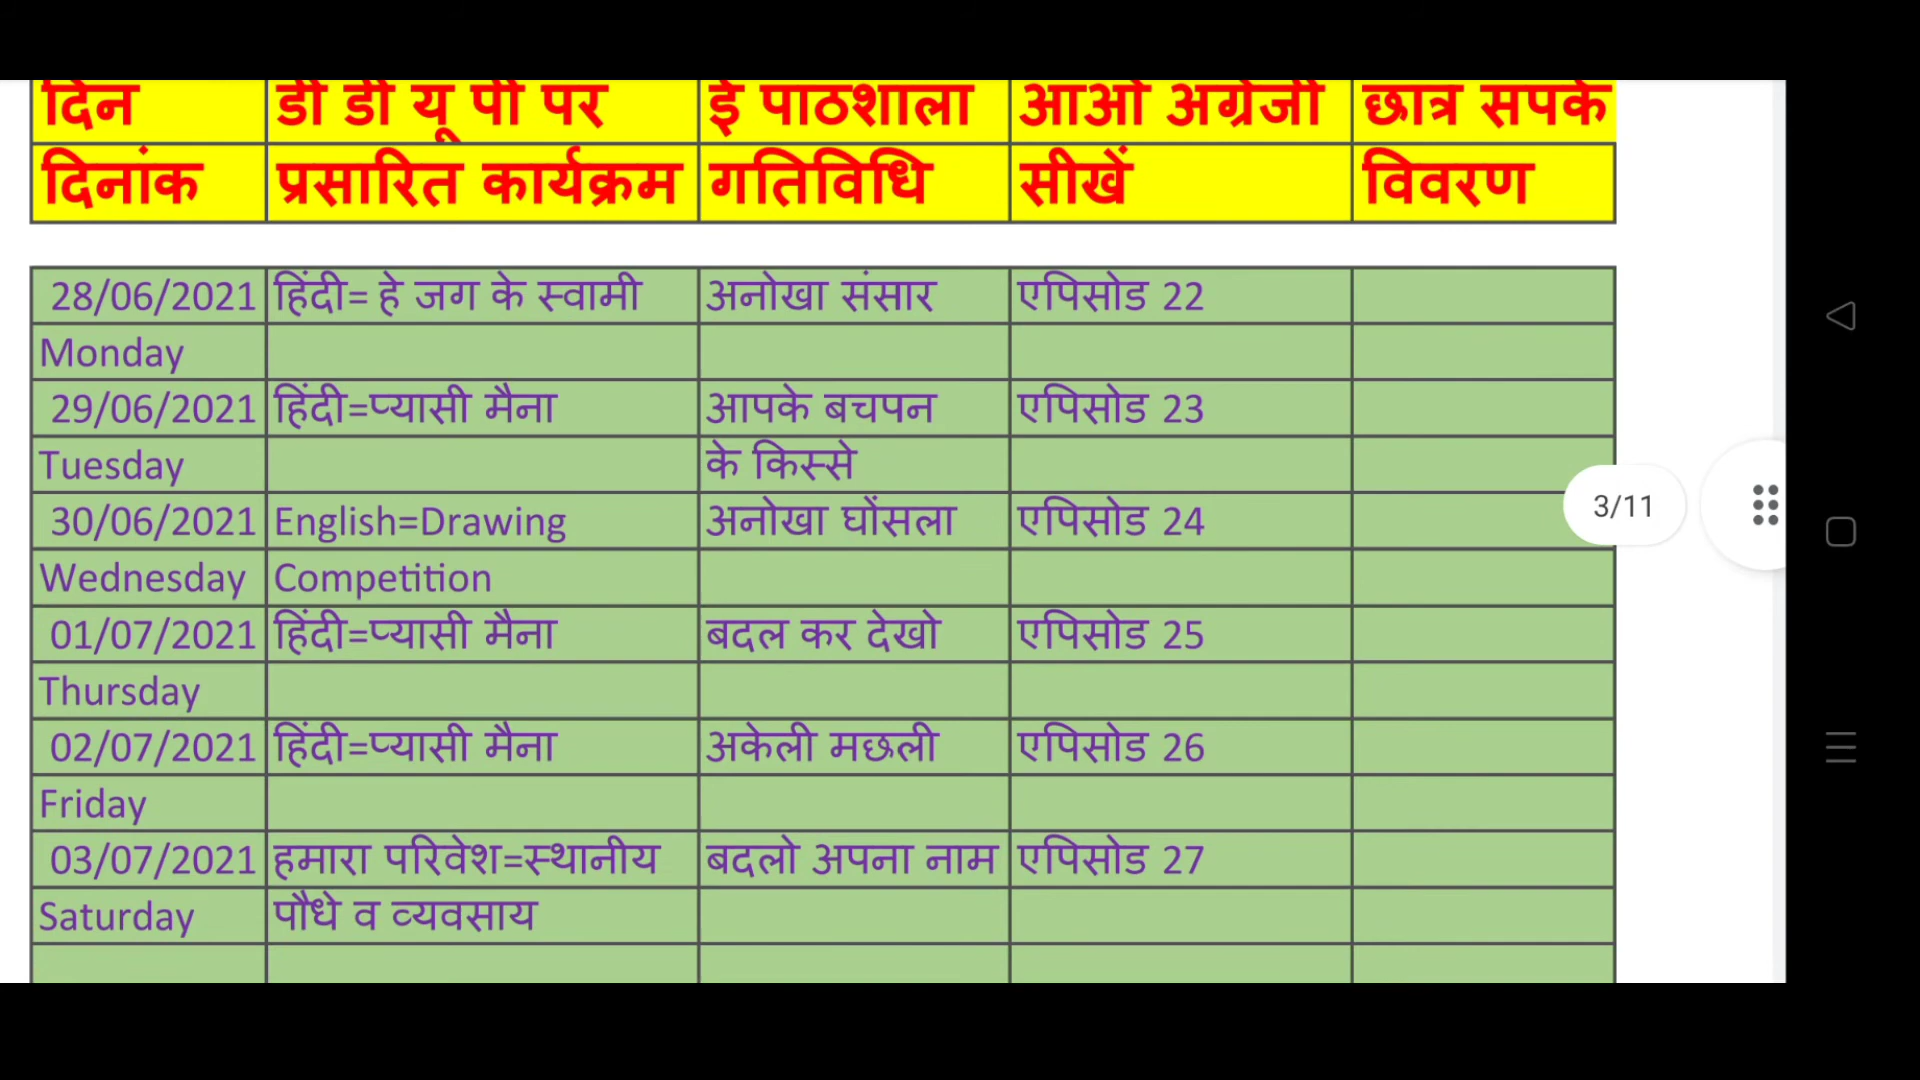 दिन डी डी यू पी पर ई पाठशाला आओ अंग्रेजी छात्र संपर्क
दिनांक प्रसारित कार्यक्रम गतिविधि सीखें विवरण
28/06/2021 हिंदी= हे जग के स्वामी अनोखा संसार एपिसोड 22
Monday
29/06/2021 हिंदी=प्यासी मैना आपके बचपन एपिसोड 23
Tuesday के किस्से
30/06/2021 English=Drawing अनोखा घोंसला एपिसोड 24
3/11
Wednesday Competition
01/07/2021 हिंदी=प्यासी मैना बदल कर देखो एपिसोड 25
Thursday
02/07/2021 हिंदी=प्यासी मैना अकेली मछली एपिसोड 26
Friday
03/07/2021 हमारा परिवेश=स्थानीय बदलो अपना नाम एपिसोड 27
Saturday पौधे व व्यवसाय